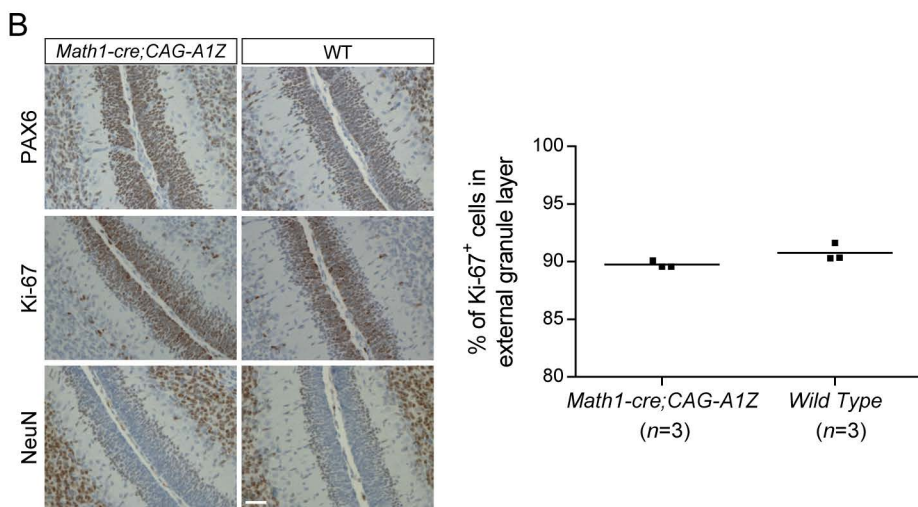 B
Math1-cre;CAG-A1Z
WT
PAX6
Ki-67
NeuN
% of Ki-67⁺ cells in
external granule layer
100
95
90
85
80
Math1-cre;CAG-A1Z
(n=3)
Wild Type
(n=3)